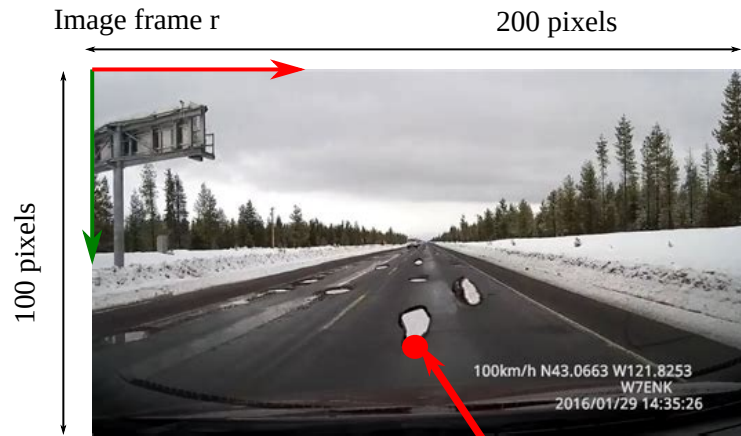 Image frame r
200 pixels
100 pixels
100km/h N43.0663 W121.8253
W7ENK
2016/01/29 14:35:26